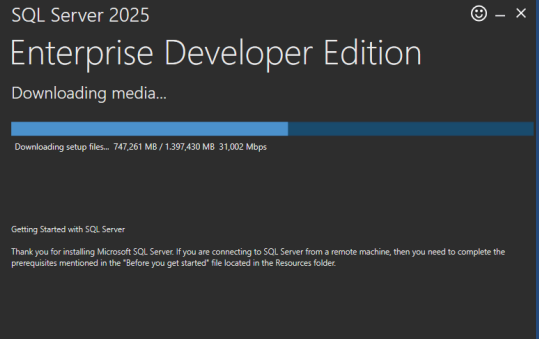 SQL Server 2025
Enterprise Developer Edition
Downloading media...
Downloading setup files... 747,261 MB / 1.397,430 MB 31,002 Mbps
Getting Started with SQL Server
Thank you for installing Microsoft SQL Server. If you are connecting to SQL Server from a remote machine, then you need to complete the
prerequisites mentioned in the "Before you get started" file located in the Resources folder.